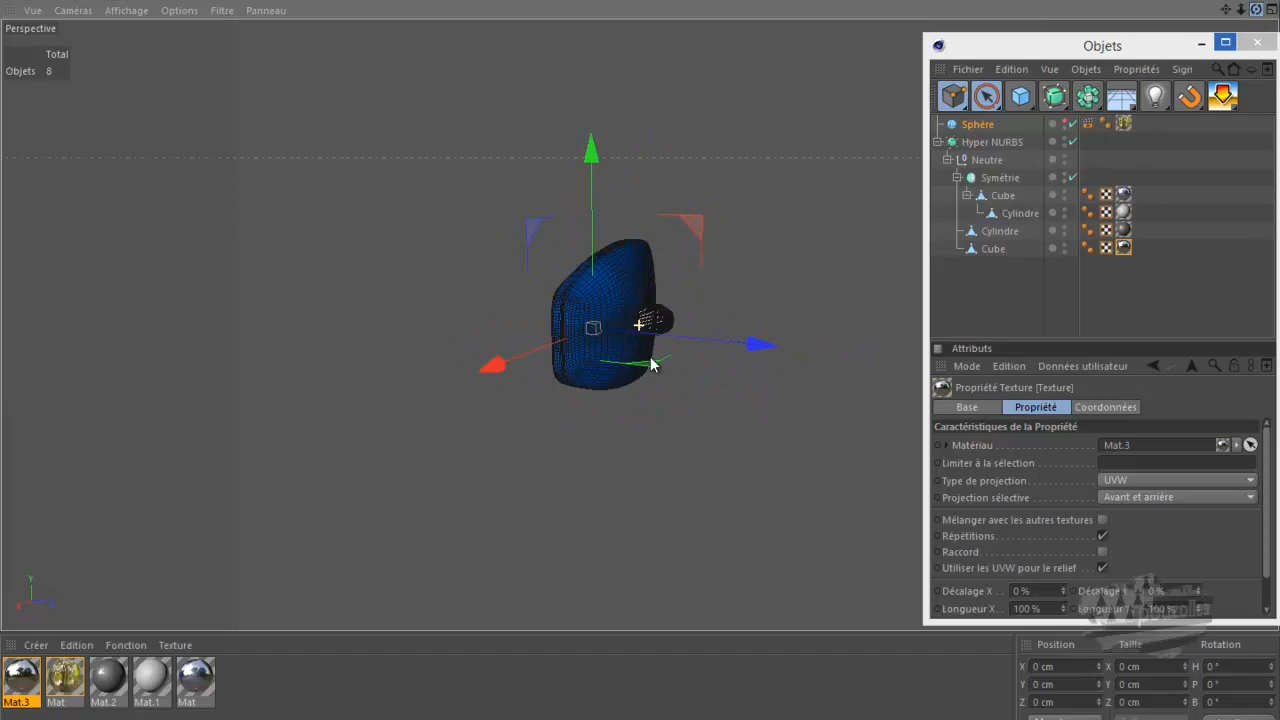 Vue Caméras Affichage Options Filtre Panneau
Perspective
Total
Objets 8
Y
Objets
Fichier Edition Vue Objets Propriétés Sign
Sphère
Hyper NURBS
Neutre
Symétrie
Cube
Cylindre
Cylindre
Cube
Attributs
Mode Edition Données utilisateur
Propriété Texture [Texture]
Base Propriété Coordonnées
Caractéristiques de la Propriété
Matériau Mat.3
Limiter à la sélection
Type de projection UVW
Projection sélective Avant et arrière
Mélanger avec les autres textures
Répétitions
Raccord
Utiliser les UVW pour le relief
Décalage X 0 % Décalage 0 %
Longueur X 100 % Longueur 100 %
Créer Edition Fonction Texture
Mat.3 Mat Mat.2 Mat.1 Mat
Position Taille Rotation
X 0 cm X 0 cm H 0 °
Y 0 cm Y 0 cm P 0 °
Z 0 cm Z 0 cm B 0 °